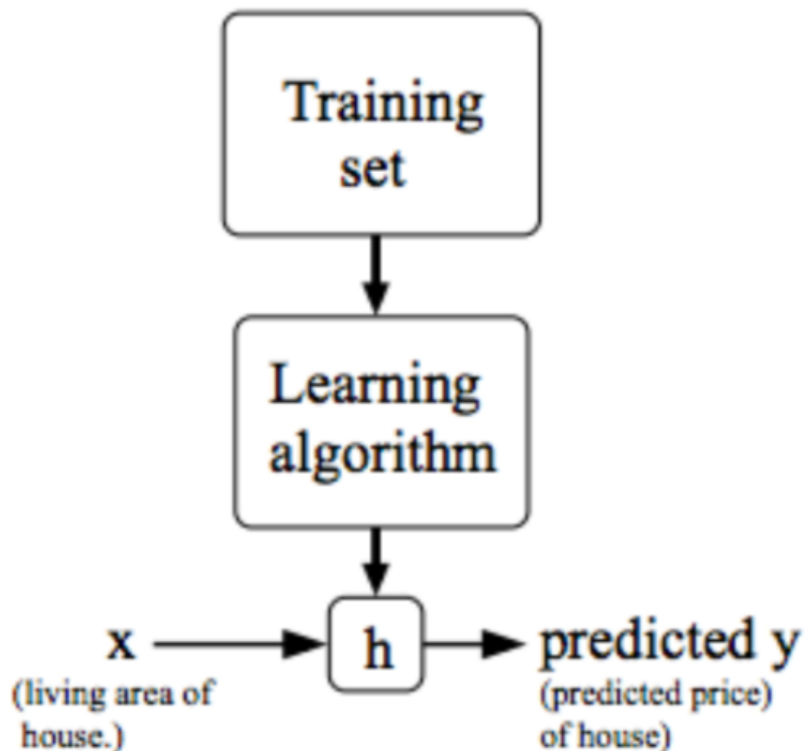 Training
set
Learning
algorithm
x
h
predicted y
(living area of
house.)
(predicted price)
of house)